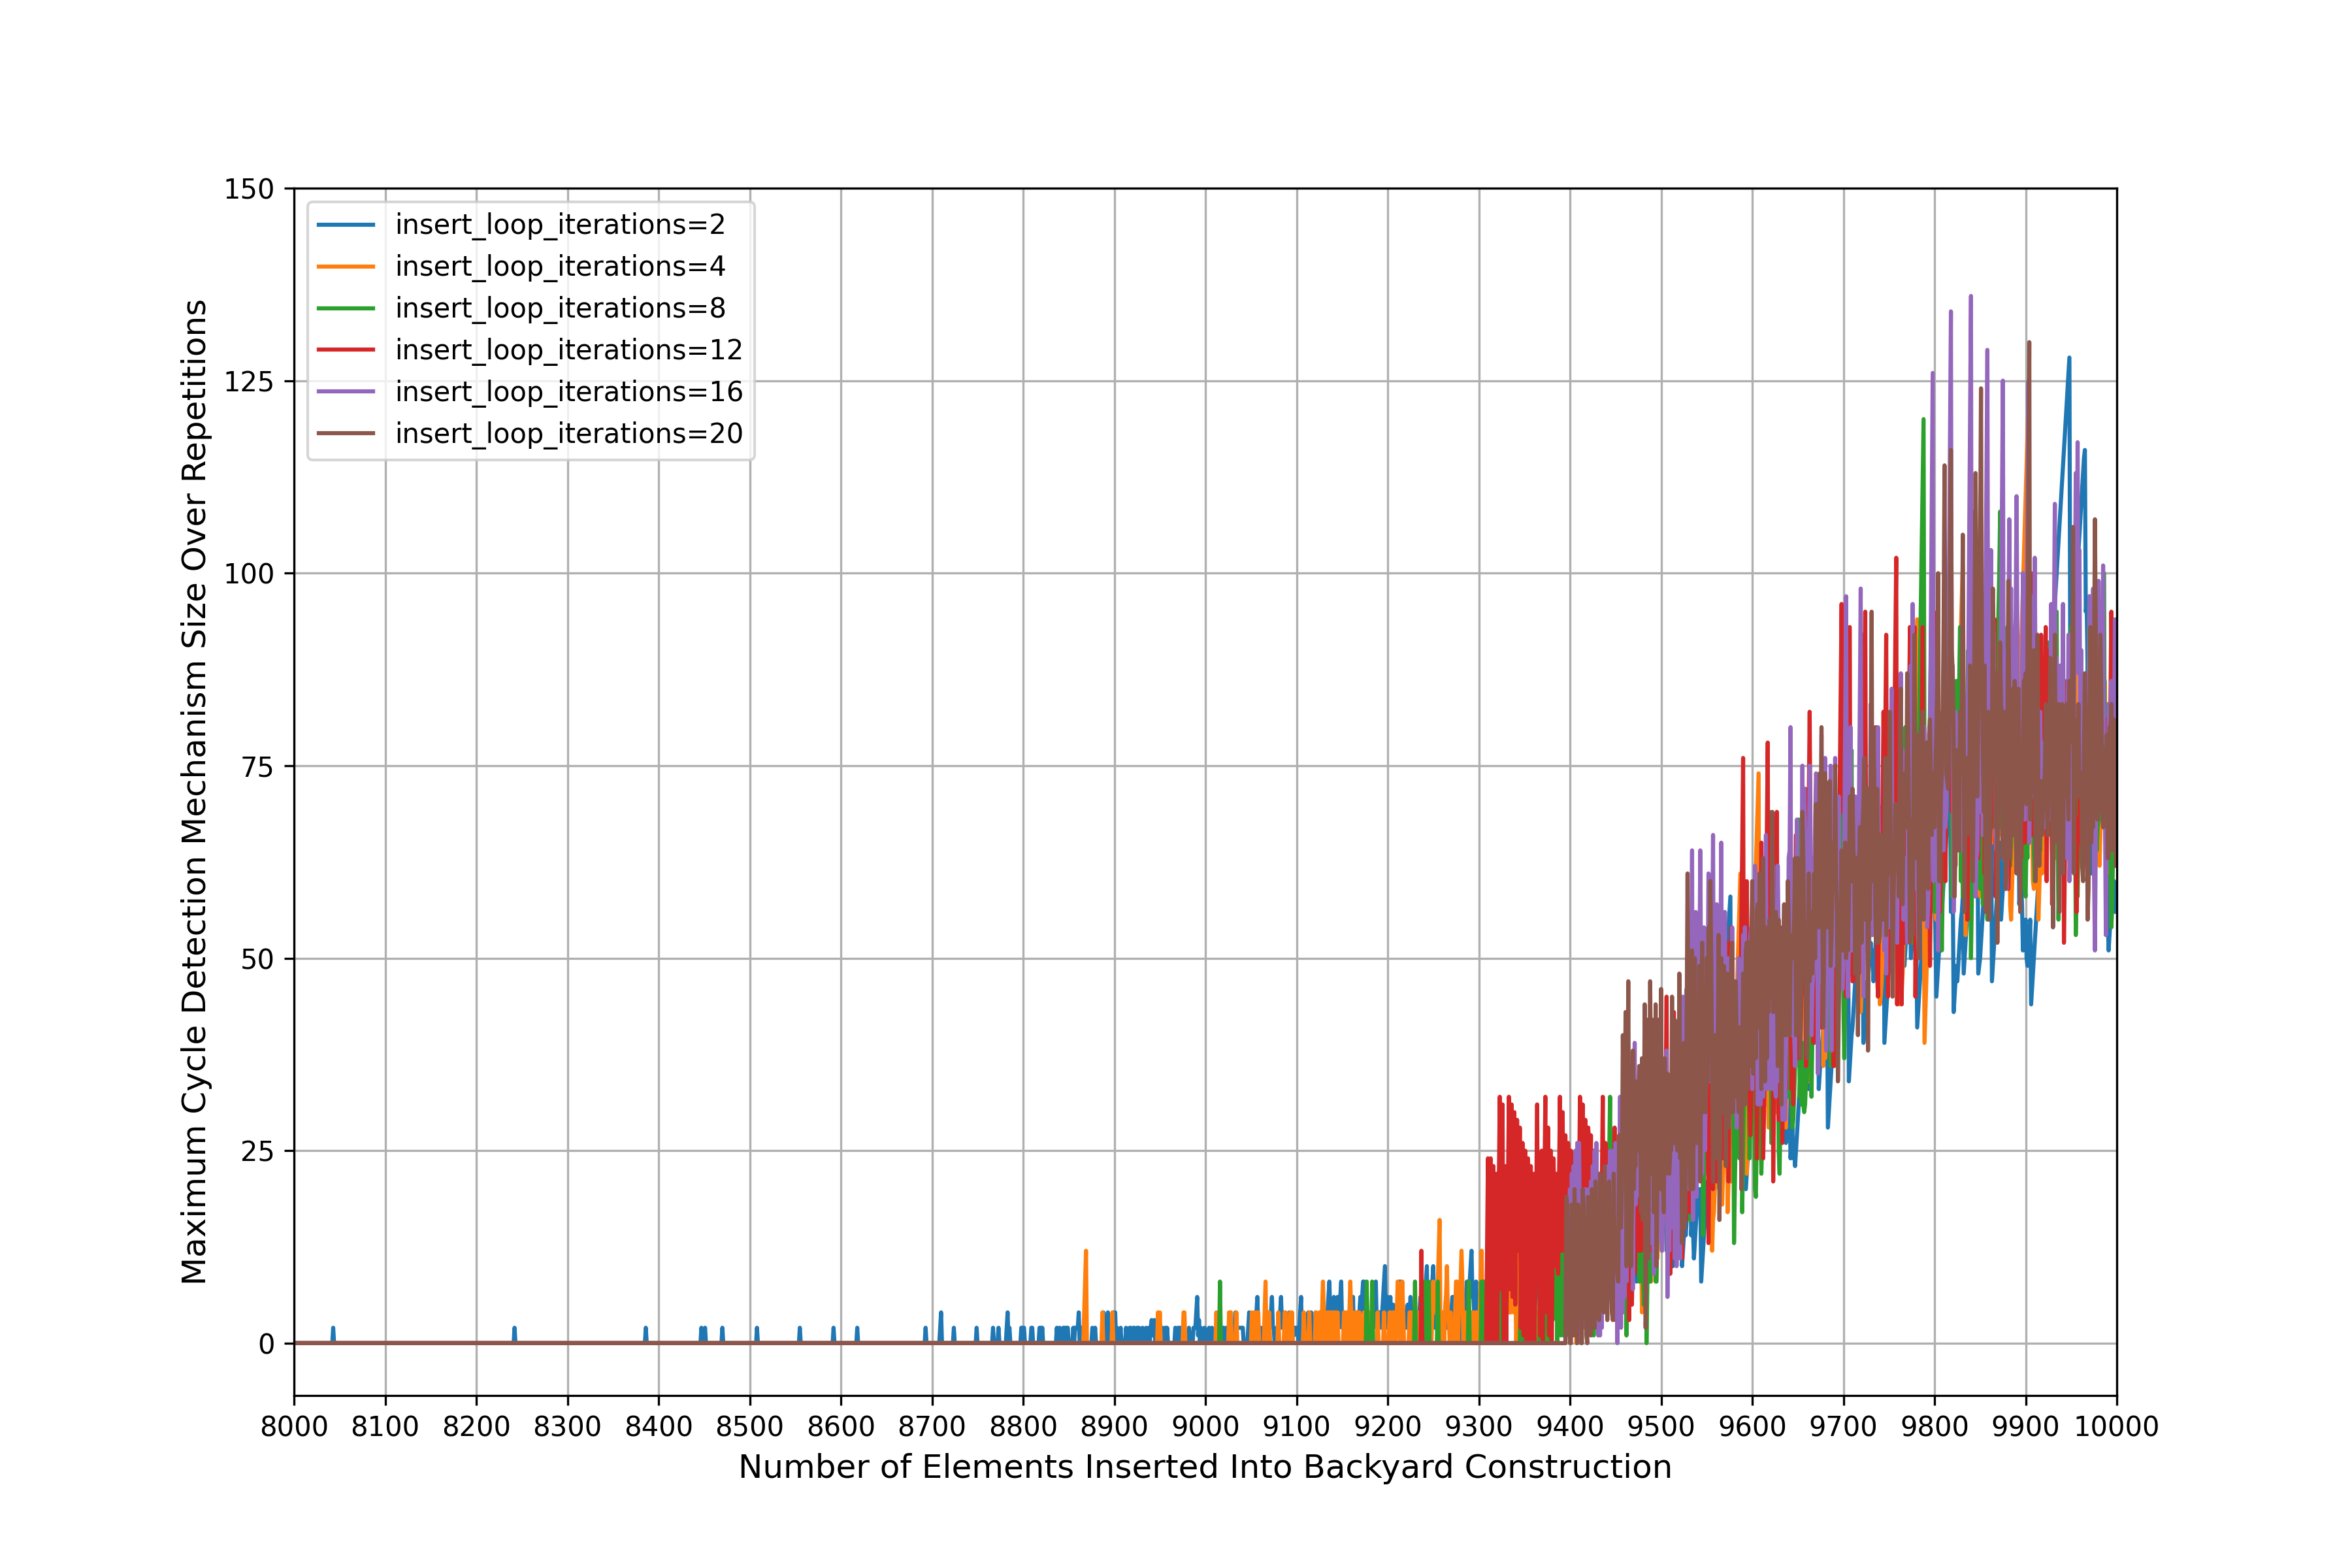 150
125
100
75
50
25
0
Maximum Cycle Detection Mechanism Size Over Repetitions
insert_loop_iterations=2
insert_loop_iterations=4
insert_loop_iterations=8
insert_loop_iterations=12
insert_loop_iterations=16
insert_loop_iterations=20
8000 8100 8200 8300 8400 8500 8600 8700 8800 8900 9000 9100 9200 9300 9400 9500 9600 9700 9800 9900 10000
Number of Elements Inserted Into Backyard Construction